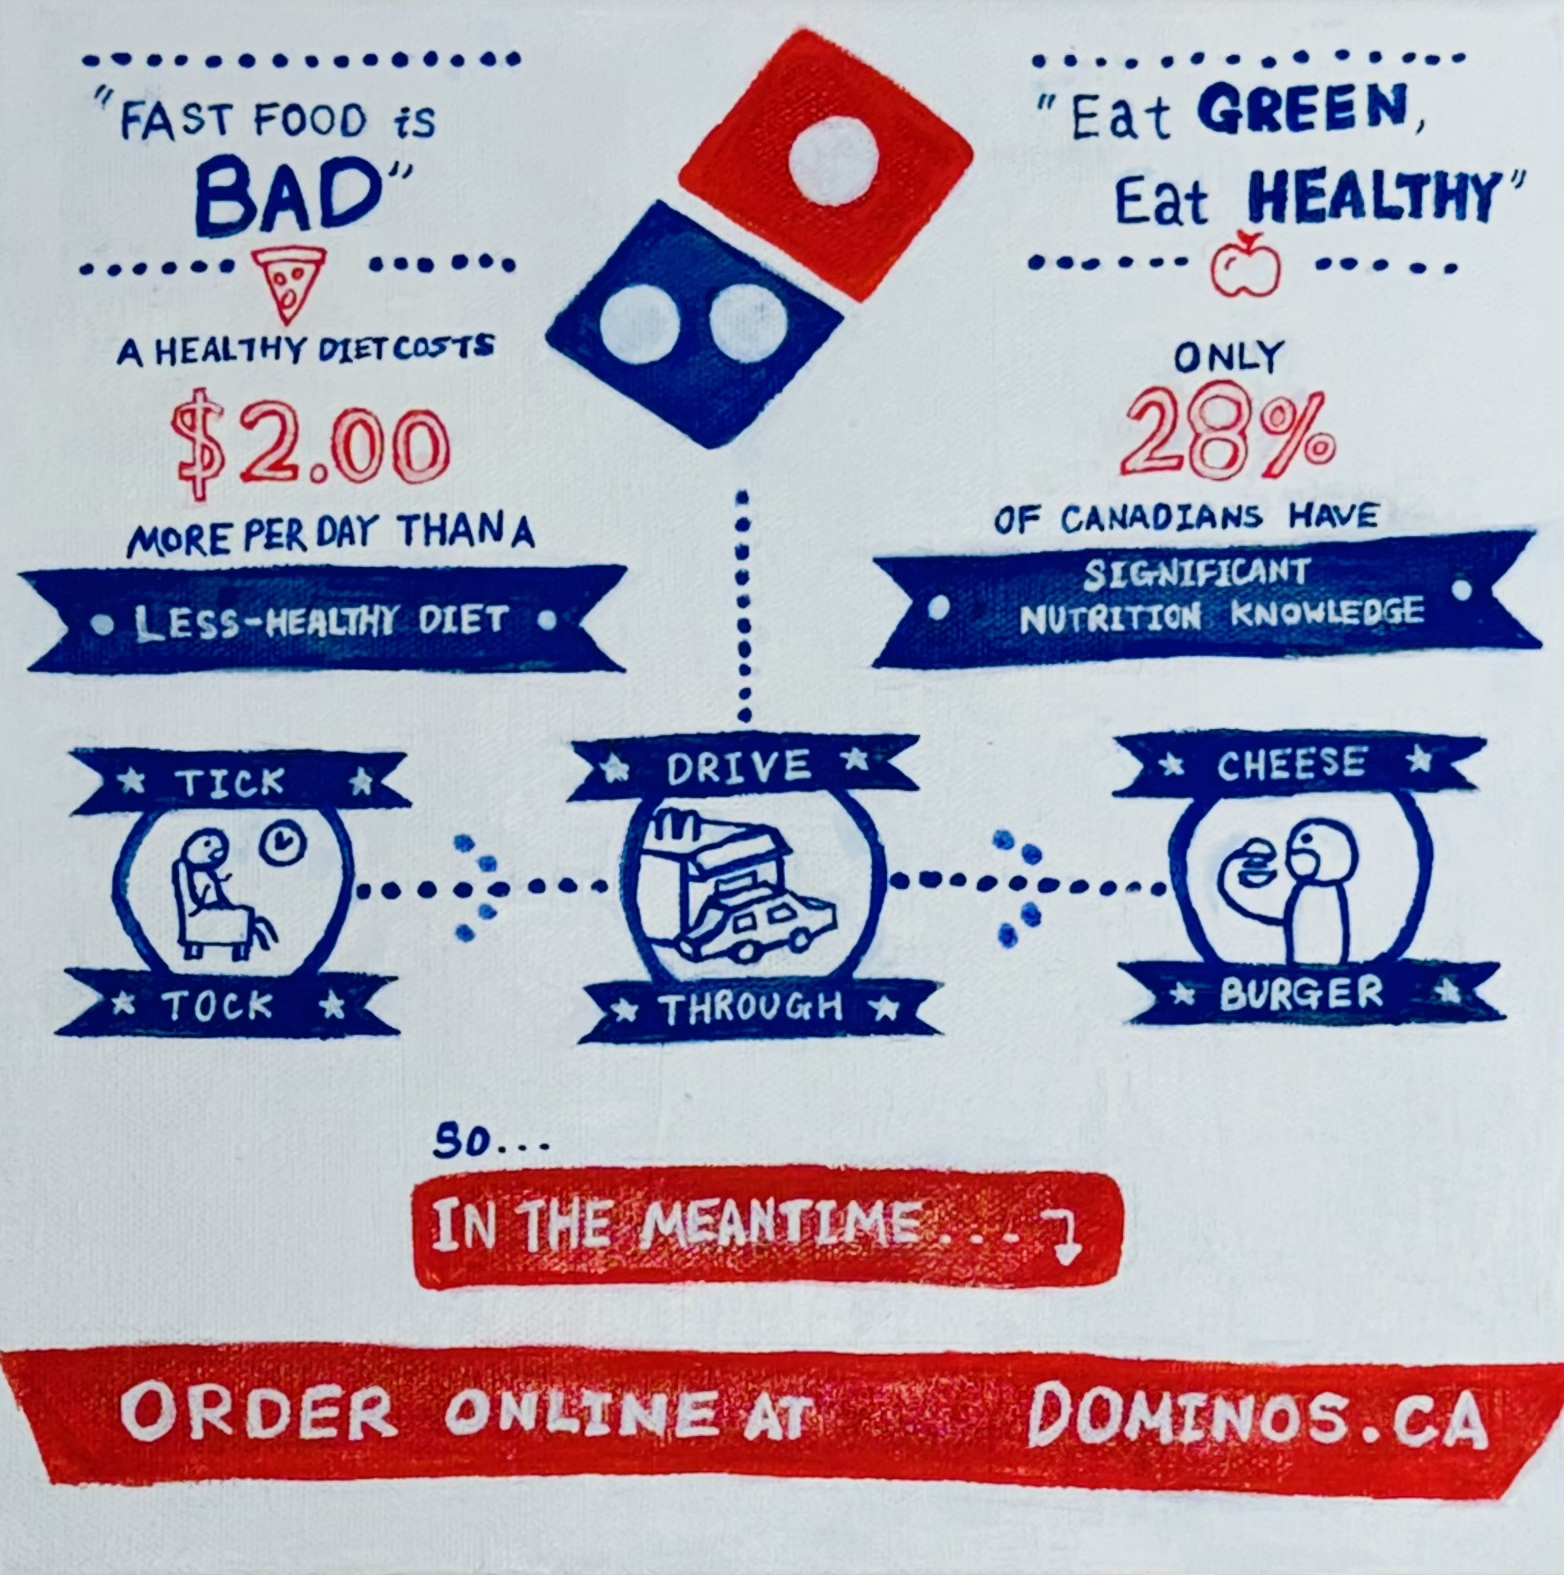 "FAST FOOD is
BAD"
A HEALTHY DIET COSTS
$2.00
MORE PER DAY THAN A
LESS-HEALTHY DIET
"Eat GREEN,
Eat HEALTHY"
ONLY
28%
OF CANADIANS HAVE
SIGNIFICANT
NUTRITION KNOWLEDGE
TICK
TOCK
DRIVE
THROUGH
CHEESE
BURGER
SO...
IN THE MEANTIME...
ORDER ONLINE AT DOMINOS.CA